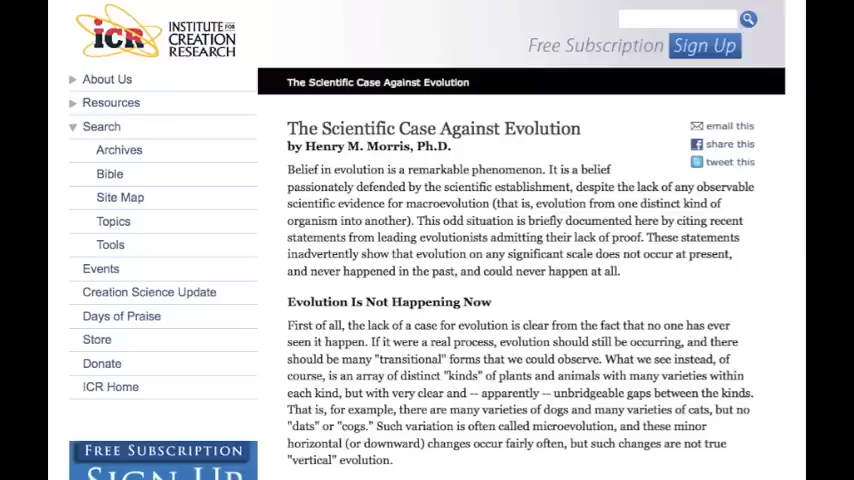 ICR INSTITUTE FOR
CREATION
RESEARCH
Free Subscription Sign Up
About Us
Resources
Search
Archives
Bible
Site Map
Topics
Tools
Events
Creation Science Update
Days of Praise
Store
Donate
ICR Home
FREE SUBSCRIPTION
SIGN UP
The Scientific Case Against Evolution
The Scientific Case Against Evolution
by Henry M. Morris, Ph.D.
email this
share this
tweet this
Belief in evolution is a remarkable phenomenon. It is a belief
passionately defended by the scientific establishment, despite the lack of any observable
scientific evidence for macroevolution (that is, evolution from one distinct kind of
organism into another). This odd situation is briefly documented here by citing recent
statements from leading evolutionists admitting their lack of proof. These statements
inadvertently show that evolution on any significant scale does not occur at present,
and never happened in the past, and could never happen at all.
Evolution Is Not Happening Now
First of all, the lack of a case for evolution is clear from the fact that no one has ever
seen it happen. If it were a real process, evolution should still be occurring, and there
should be many "transitional" forms that we could observe. What we see instead, of
course, is an array of distinct "kinds" of plants and animals with many varieties within
each kind, but with very clear and -- apparently -- unbridgeable gaps between the kinds.
That is, for example, there are many varieties of dogs and many varieties of cats, but no
"dats" or "cogs." Such variation is often called microevolution, and these minor
horizontal (or downward) changes occur fairly often, but such changes are not true
"vertical" evolution.